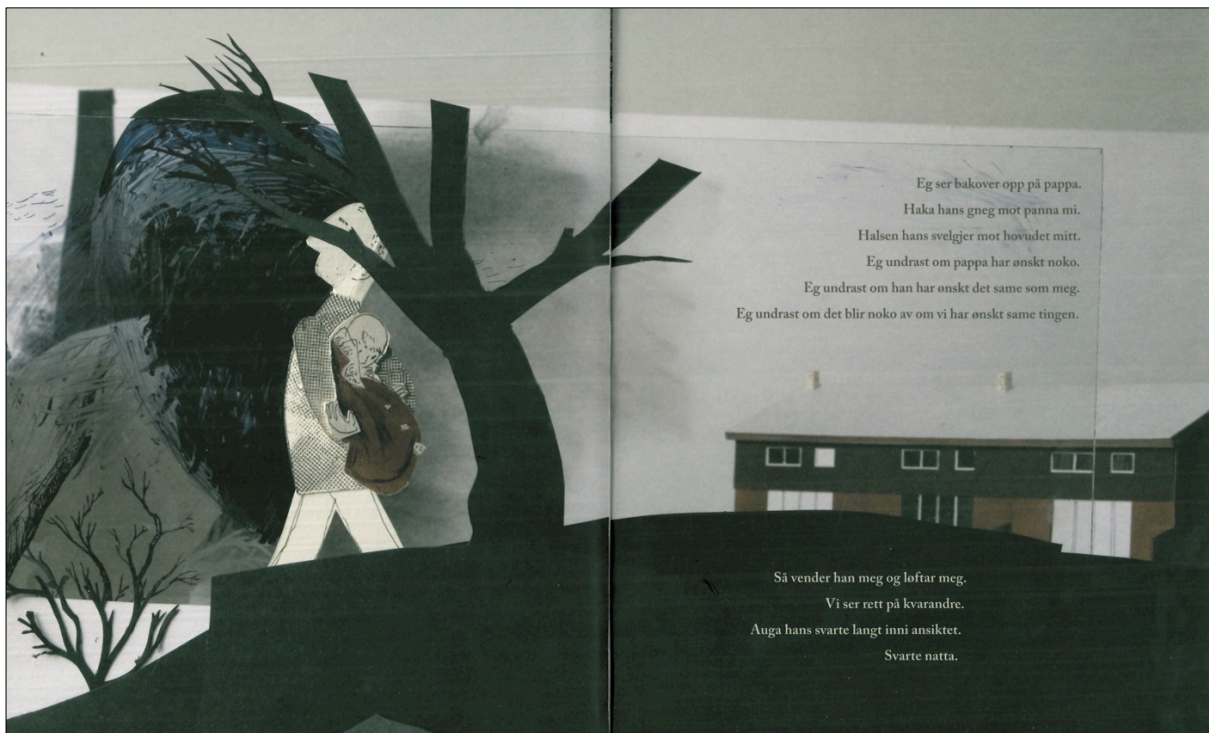 Eg ser bakover opp på pappa.
Haka hans gneg mot panna mi.
Halsen hans svelgjer mot hovudet mitt.
Eg undrast om pappa har ønskt noko.
Eg undrast om han har ønskt det same som meg.
Eg undrast om det blir noko av om vi har ønskt same tingen.
Så vender han meg og løftar meg.
Vi ser rett på kvarandre.
Auga hans svarte langt inni ansiktet.
Svarte natta.